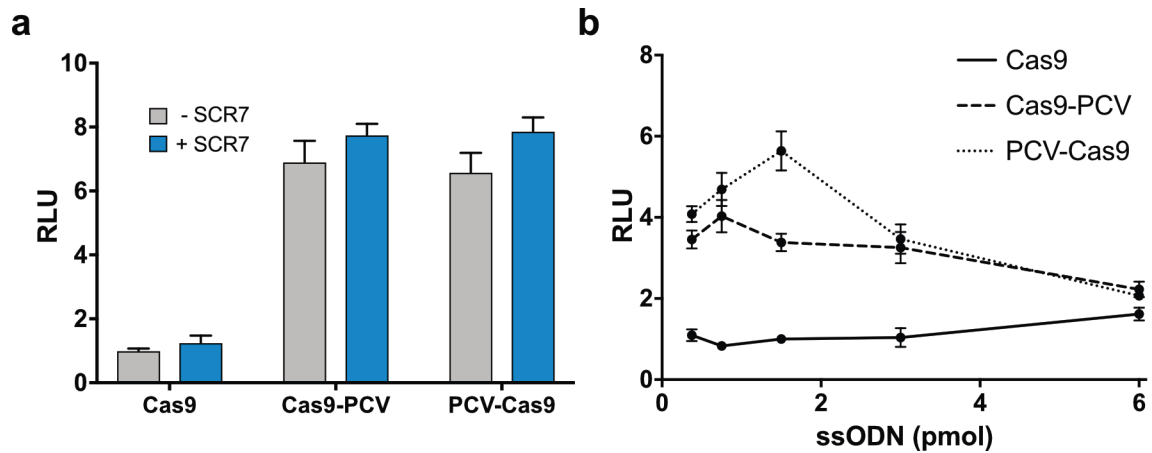 a
10
8
6
4
2
0
RLU
- SCR7
+ SCR7
Cas9
Cas9-PCV
PCV-Cas9
b
8
6
4
2
0
RLU
Cas9
Cas9-PCV
PCV-Cas9
0 2 4 6
ssODN (pmol)